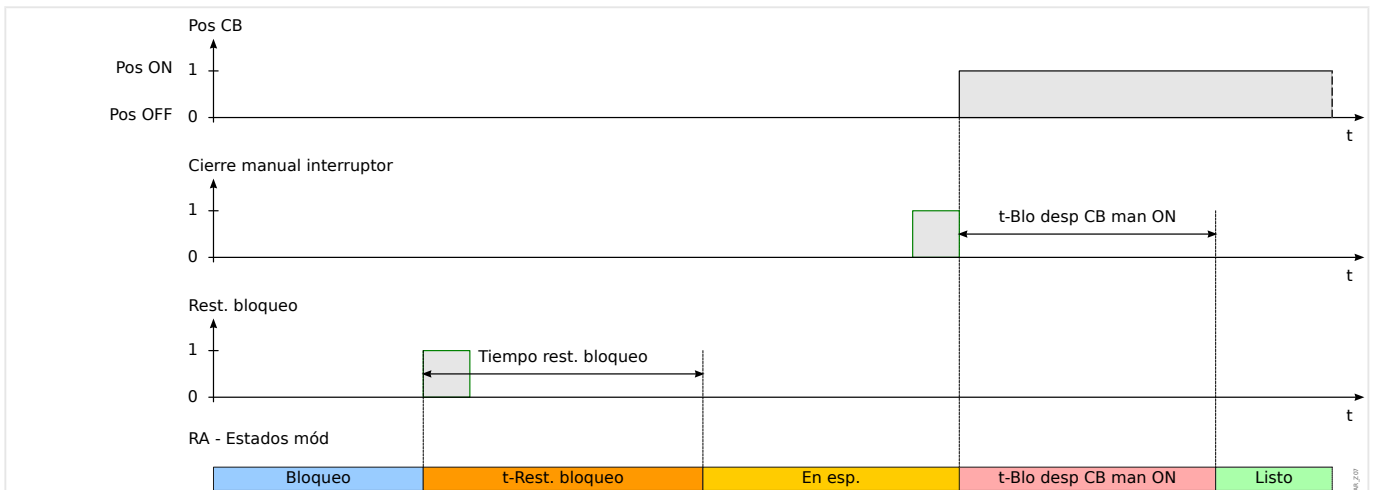 Pos CB
Pos ON 1
Pos OFF 0
t
Cierre manual interruptor
1
t-Blo desp CB man ON
0
t
Rest. bloqueo
1
Tiempo rest. bloqueo
0
t
RA - Estados mód
Bloqueo t-Rest. bloqueo En esp. t-Blo desp CB man ON Listo